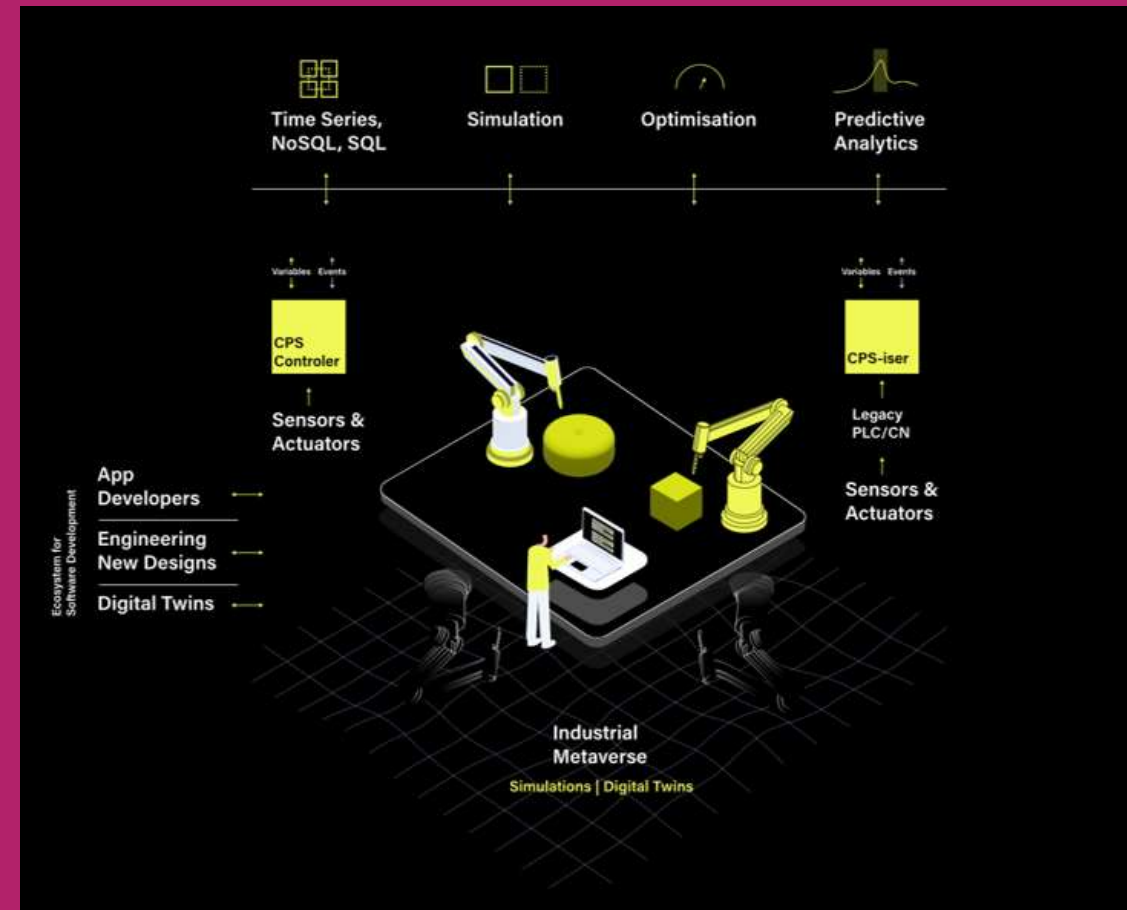 Time Series,
NoSQL, SQL
Simulation
Optimisation
Predictive
Analytics
Variables Events
CPS
Controler
Sensors &
Actuators
Variables Events
CPS-iser
Legacy
PLC/CN
Sensors &
Actuators
Ecosystem for
Software Development
App
Developers
Engineering
New Designs
Digital Twins
Industrial
Metaverse
Simulations | Digital Twins